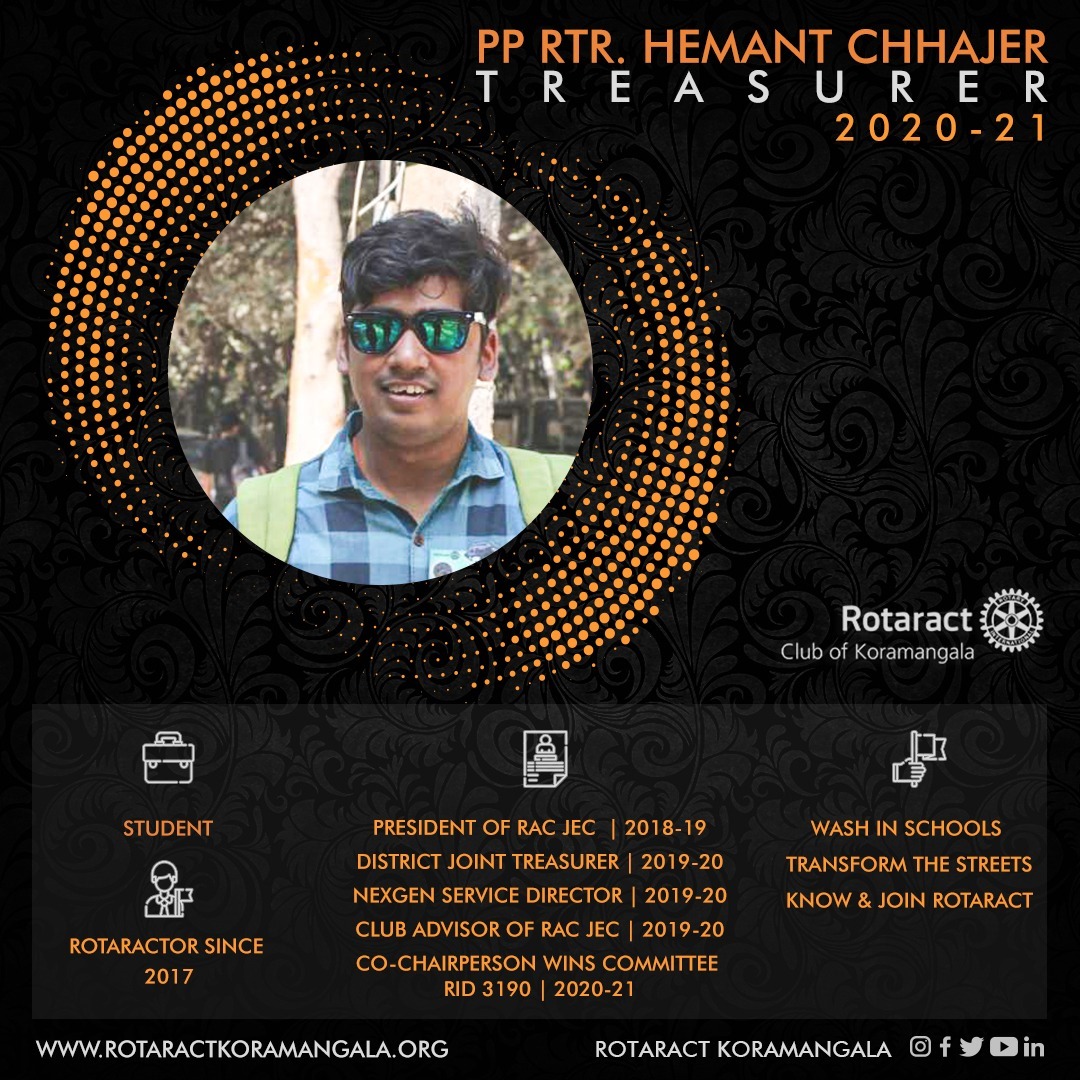 PP RTR. HEMANT CHHAJER
TREASURER
2020-21
Rotaract
Club of Koramangala
ROTARY
INTERNATIONAL
STUDENT
ROTARACTOR SINCE
2017
PRESIDENT OF RAC JEC | 2018-19
DISTRICT JOINT TREASURER | 2019-20
NEXGEN SERVICE DIRECTOR | 2019-20
CLUB ADVISOR OF RAC JEC | 2019-20
CO-CHAIRPERSON WINS COMMITTEE
RID 3190 | 2020-21
WASH IN SCHOOLS
TRANSFORM THE STREETS
KNOW & JOIN ROTARACT
WWW.ROTARACTKORAMANGALA.ORG
ROTARACT KORAMANGALA